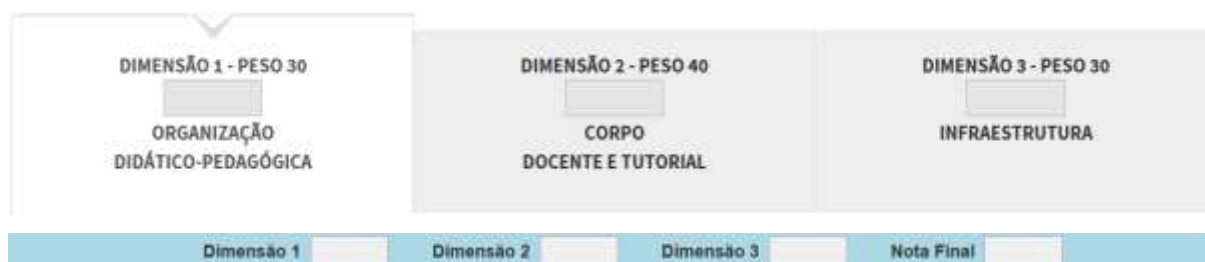 DIMENSÃO 1 - PESO 30
ORGANIZAÇÃO
DIDÁTICO-PEDAGÓGICA
DIMENSÃO 2 - PESO 40
CORPO
DOCENTE E TUTORIAL
DIMENSÃO 3 - PESO 30
INFRAESTRUTURA
Dimensão 1 Dimensão 2 Dimensão 3 Nota Final